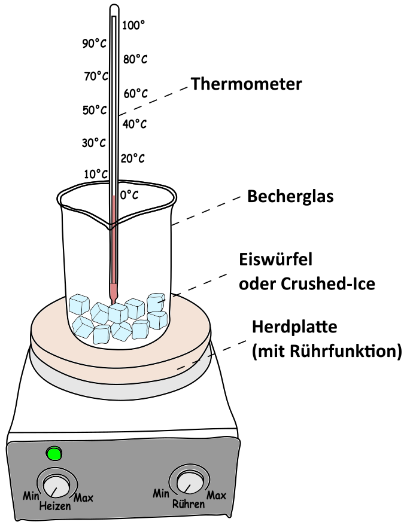 100°
90°C
80°C
70°C
60°C
50°C
40°C
30°C
20°C
10°C
0°C
Thermometer
Becherglas
Eiswürfel
oder Crushed-Ice
Herdplatte
(mit Rührfunktion)
Min Max
Heizen
Min Max
Rühren